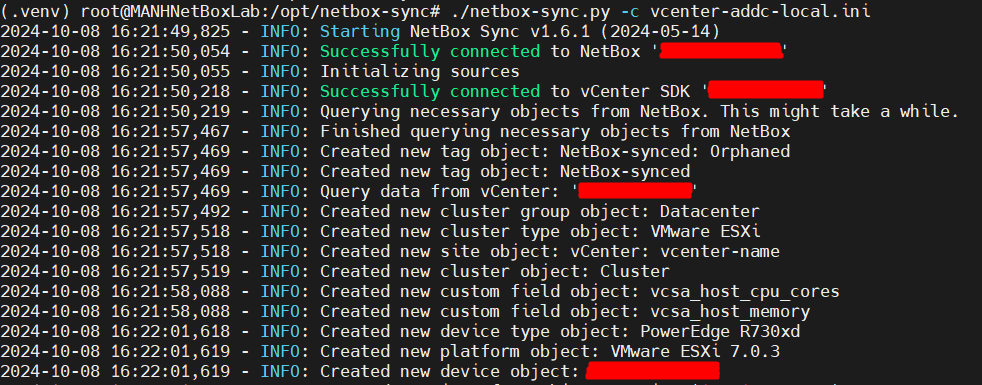 (.venv) root@MANHNetBoxLab:/opt/netbox-sync# ./netbox-sync.py -c vcenter-addc-local.ini
2024-10-08 16:21:49,825 - INFO: Starting NetBox Sync v1.6.1 (2024-05-14)
2024-10-08 16:21:50,054 - INFO: Successfully connected to NetBox ' '
2024-10-08 16:21:50,055 - INFO: Initializing sources
2024-10-08 16:21:50,218 - INFO: Successfully connected to vCenter SDK ' '
2024-10-08 16:21:50,219 - INFO: Querying necessary objects from NetBox. This might take a while.
2024-10-08 16:21:57,467 - INFO: Finished querying necessary objects from NetBox
2024-10-08 16:21:57,469 - INFO: Created new tag object: NetBox-synced: Orphaned
2024-10-08 16:21:57,469 - INFO: Created new tag object: NetBox-synced
2024-10-08 16:21:57,469 - INFO: Query data from vCenter: ' '
2024-10-08 16:21:57,492 - INFO: Created new cluster group object: Datacenter
2024-10-08 16:21:57,518 - INFO: Created new cluster type object: VMware ESXi
2024-10-08 16:21:57,518 - INFO: Created new site object: vCenter: vcenter-name
2024-10-08 16:21:57,519 - INFO: Created new cluster object: Cluster
2024-10-08 16:21:58,088 - INFO: Created new custom field object: vcsa_host_cpu_cores
2024-10-08 16:21:58,088 - INFO: Created new custom field object: vcsa_host_memory
2024-10-08 16:22:01,618 - INFO: Created new device type object: PowerEdge R730xd
2024-10-08 16:22:01,619 - INFO: Created new platform object: VMware ESXi 7.0.3
2024-10-08 16:22:01,619 - INFO: Created new device object: